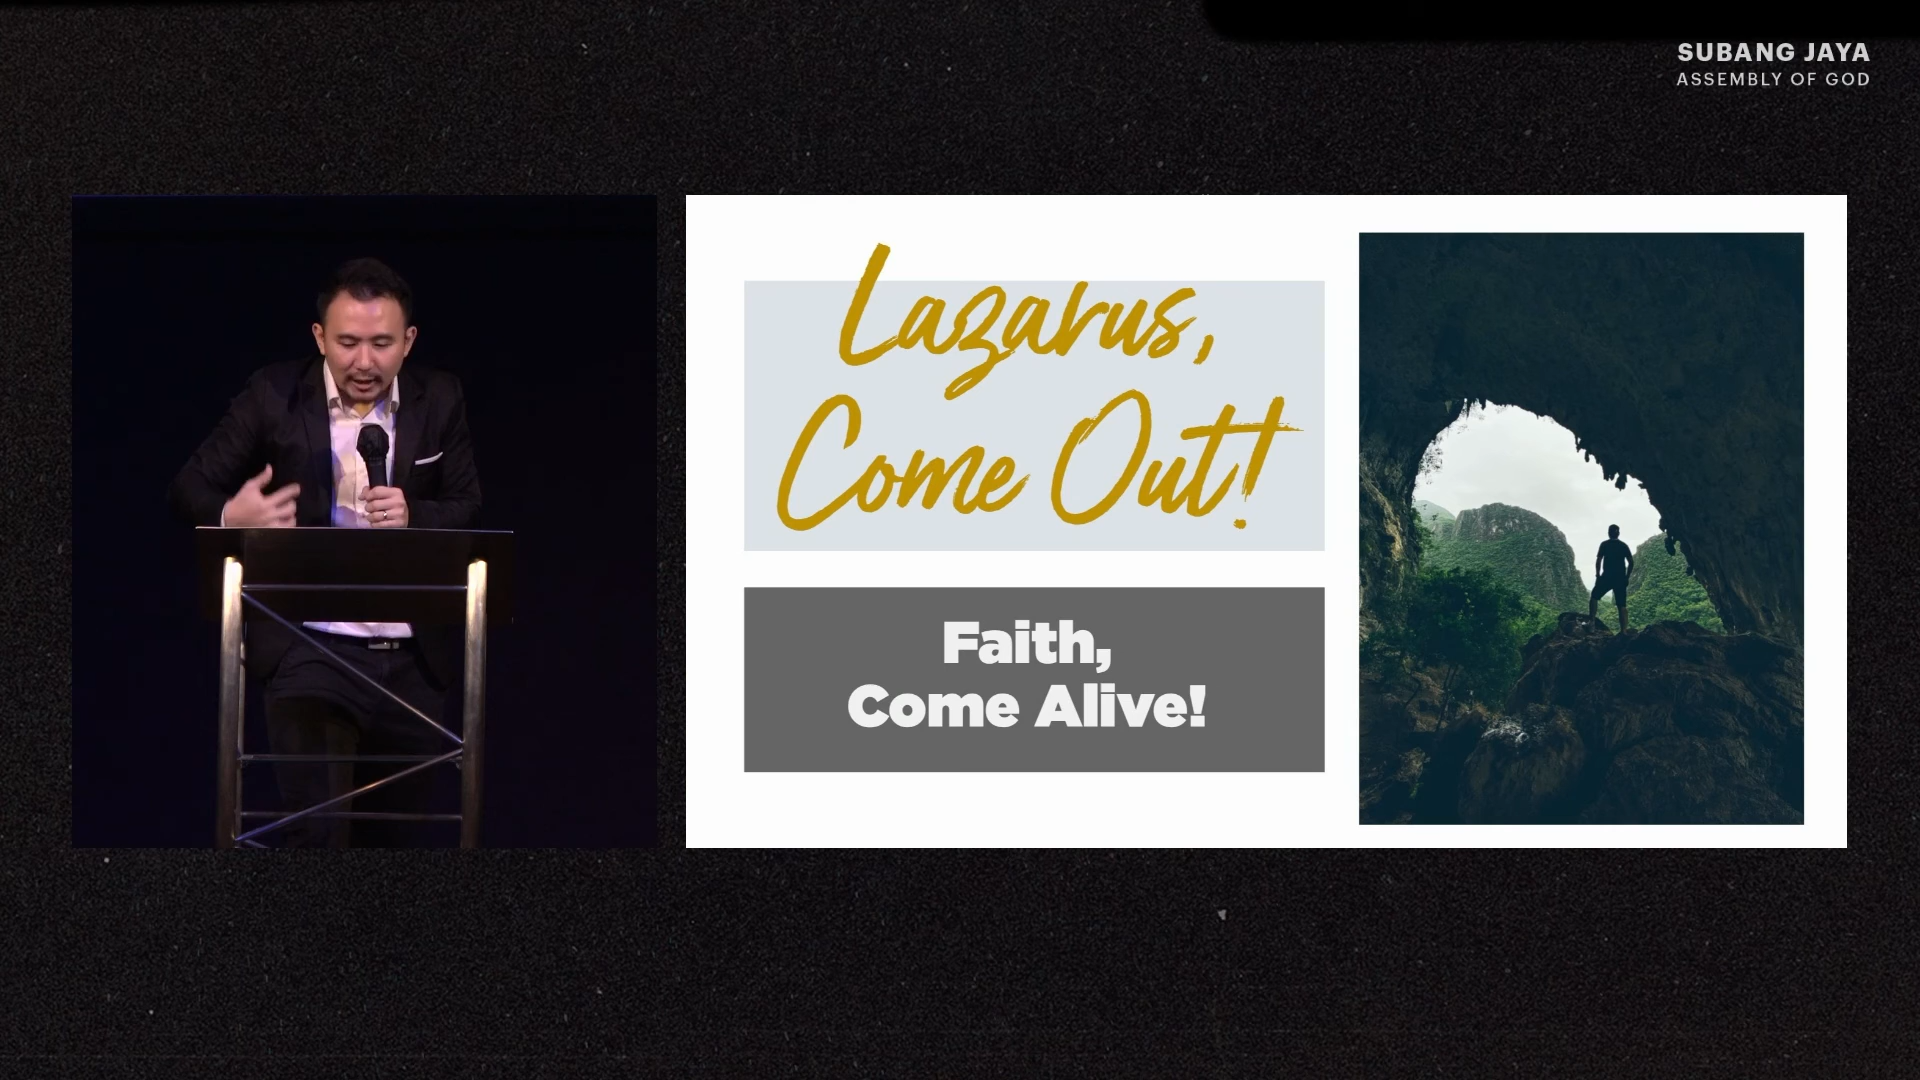 SUBANG JAYA
ASSEMBLY OF GOD
Lazarus,
Come Out!
Faith,
Come Alive!